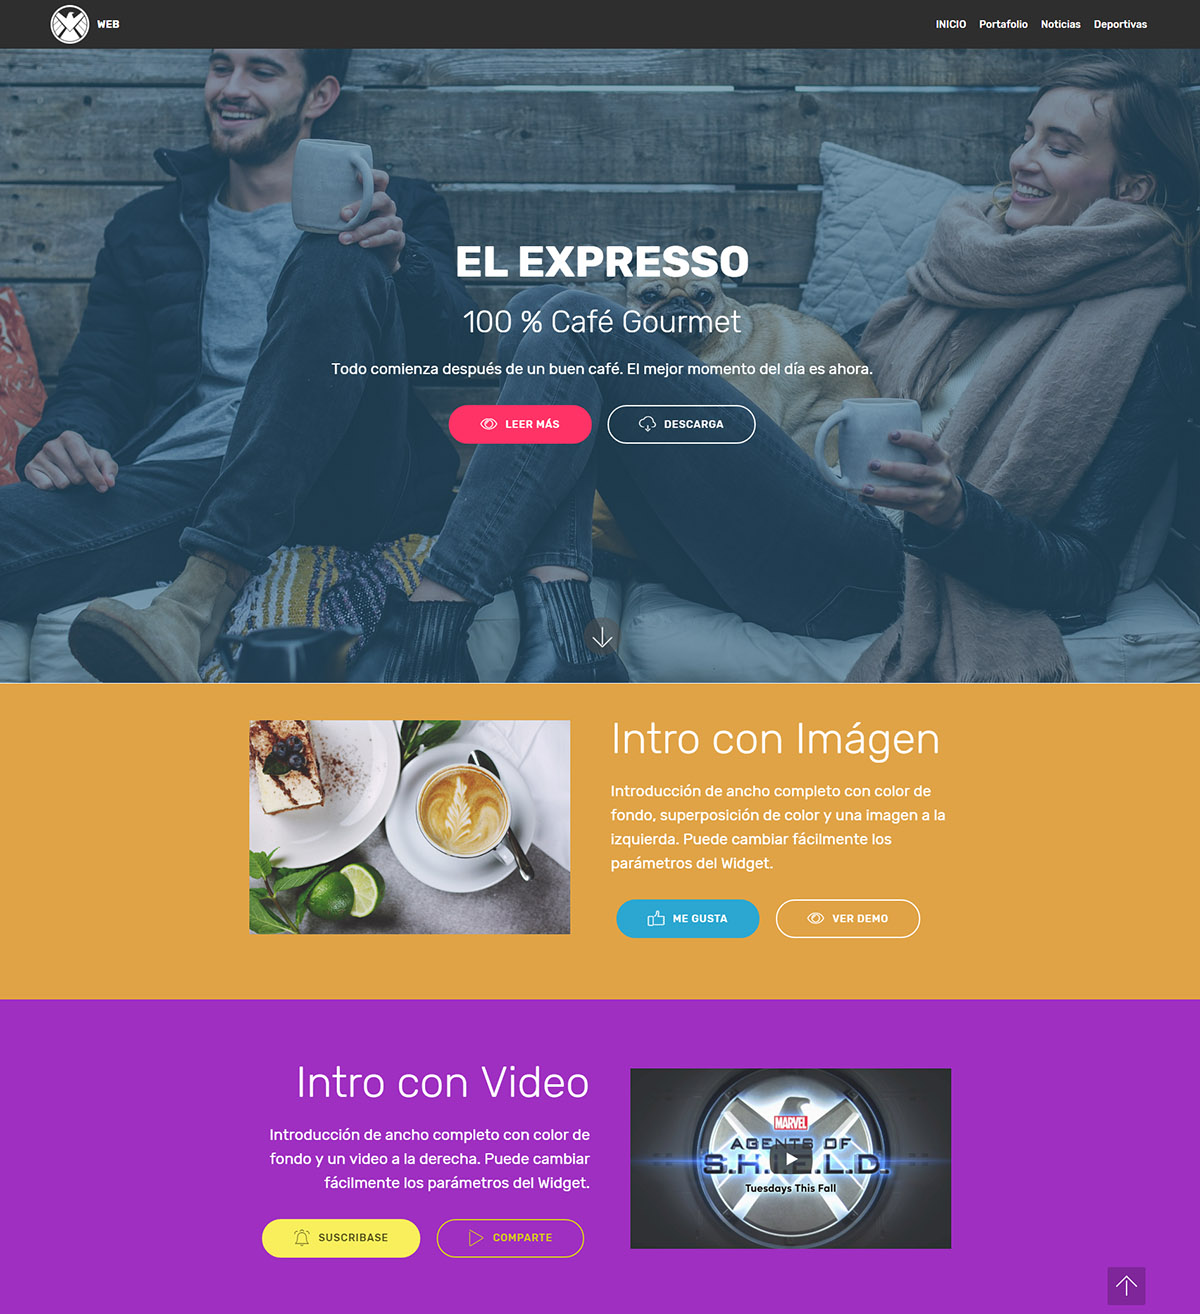 WEB
INICIO Portafolio Noticias Deportivas
EL EXPRESSO
100 % Café Gourmet
Todo comienza después de un buen café. El mejor momento del día es ahora.
LEER MÁS DESCARGA
Intro con Imágen
Introducción de ancho completo con color de
fondo, superposición de color y una imagen a la
izquierda. Puede cambiar fácilmente los
parámetros del Widget.
ME GUSTA VER DEMO
Intro con Video
Introducción de ancho completo con color de
fondo y un video a la derecha. Puede cambiar
fácilmente los parámetros del Widget.
SUSCRIBASE COMPARTE
MARVEL
AGENTS OF
S.H.I.E.L.D.
Tuesdays This Fall